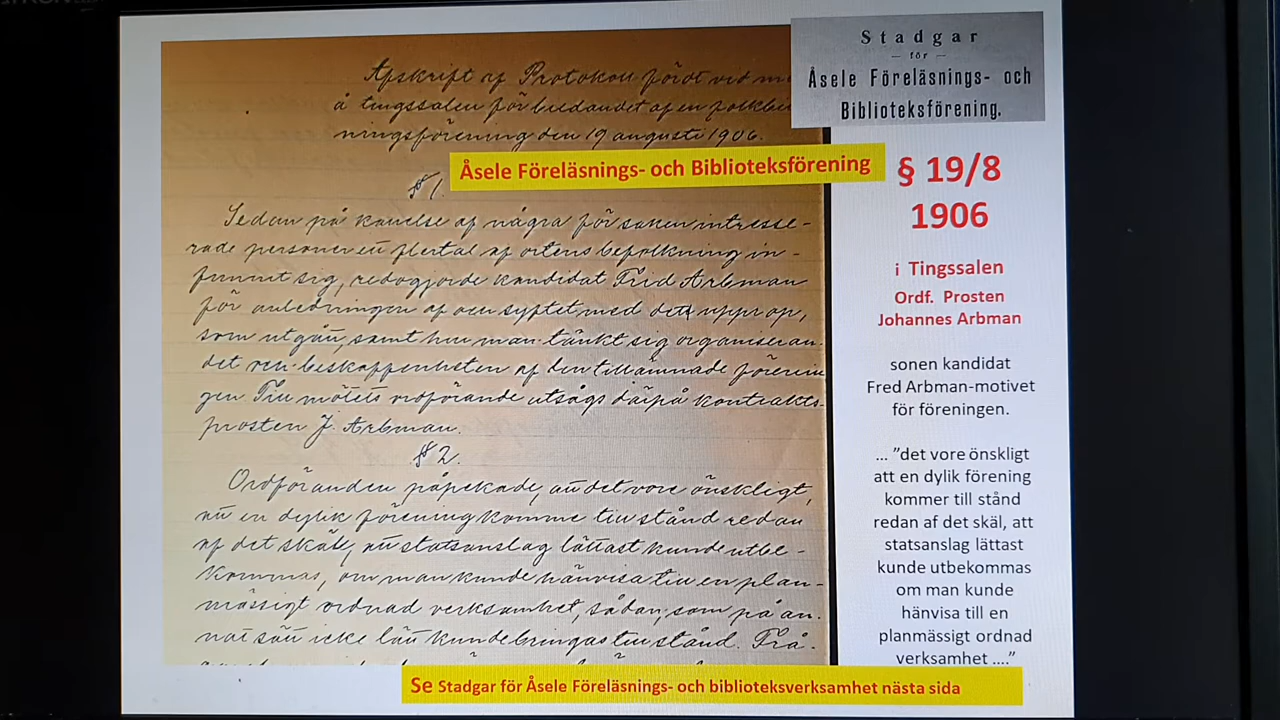 Stadgar
— för —
Åsele Föreläsnings- och
Biblioteksförening.
Afskrift af Protokoll fördt vid
å tingssalen för bildandet af en
ningsförening den 19 augusti 1906.
Åsele Föreläsnings- och Biblioteksförening
§ 1.
Sedan på kallelse af några för saken intresse-
rade personer ett flertal af ortens befolkning in-
funnit sig, redogjorde kandidat Frid Arbman
för anledningen af och syftet med detta upprop,
som utgått, samt huru man tänkt sig organiseran-
det och beskaffenheten af den tillämnade förenin
gen. Till mötets ordförande utsågs därpå kontrakts-
prosten J. Arbman.
§ 2.
Ordföranden påpekade, att det vore önskligt,
att en dylik förening komme till stånd redan
af det skäl, att statsanslag lättast kunde utbe-
kommas, om man kunde hänvisa till en plan-
mässigt ordnad verksamhet, sådan, som på an-
nat sätt icke lätt kunde bringas till stånd. Frå-
§ 19/8
1906
i Tingssalen
Ordf. Prosten
Johannes Arbman
sonen kandidat
Fred Arbman-motivet
för föreningen.
... ”det vore önskligt
att en dylik förening
kommer till stånd
redan af det skäl, att
statsanslag lättast
kunde utbekommas
om man kunde
hänvisa till en
planmässigt ordnad
verksamhet ....”
Se Stadgar för Åsele Föreläsnings- och biblioteksverksamhet nästa sida